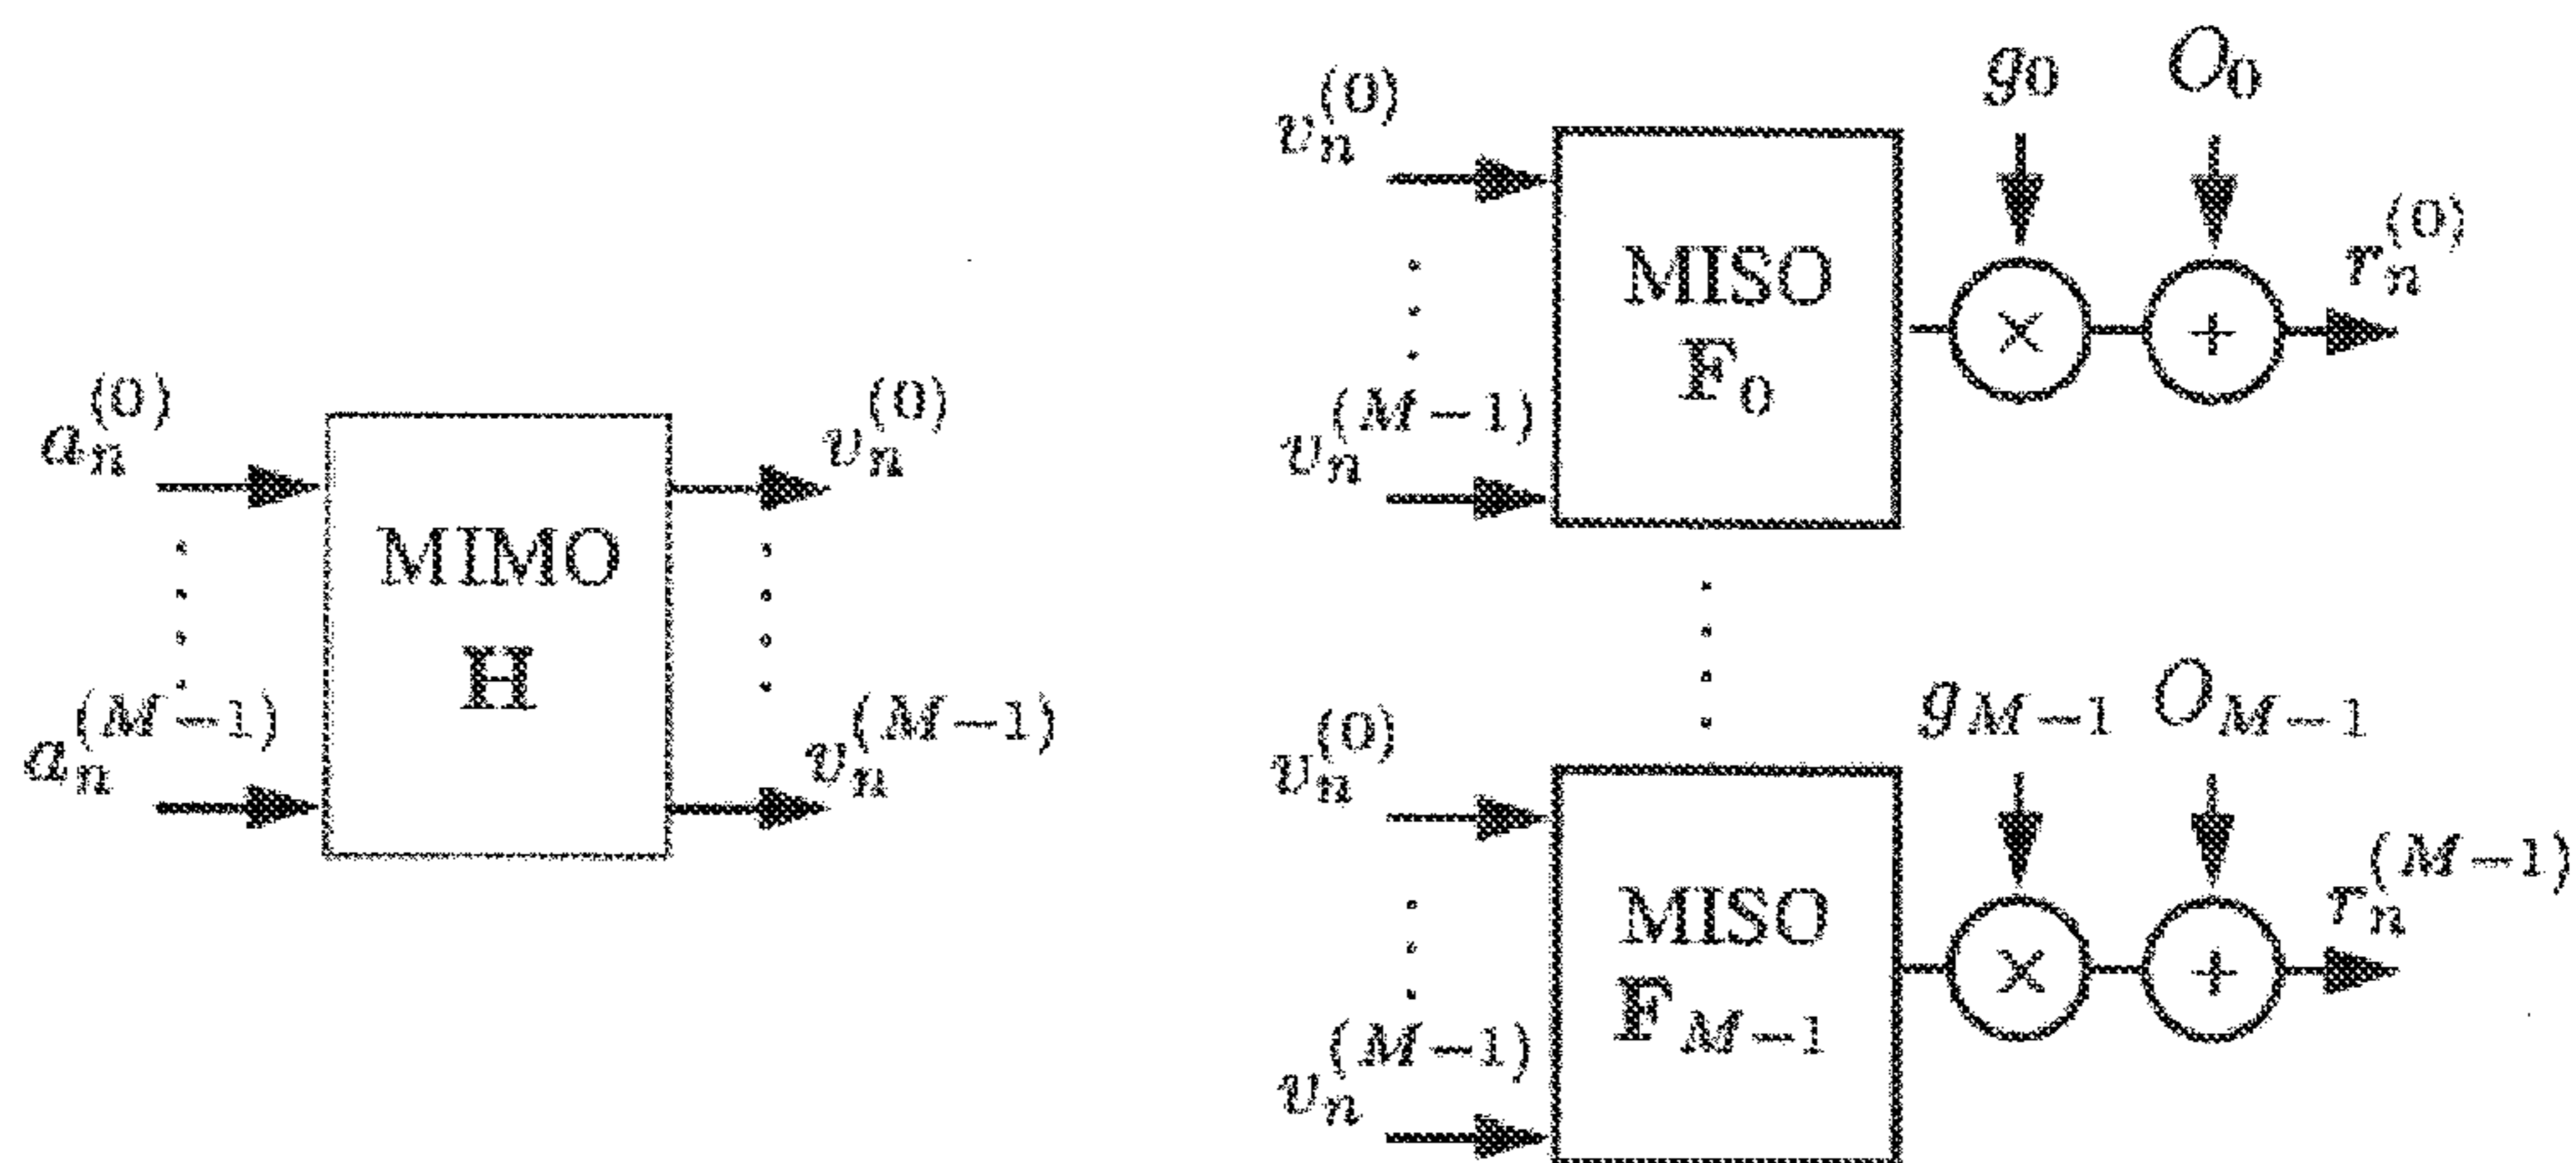 a_n^(0)
MIMO
H
v_n^(0)
a_n^(M-1)
v_n^(M-1)
v_n^(0)
MISO
F_0
g_0
O_0
r_n^(0)
v_n^(M-1)
v_n^(0)
MISO
F_{M-1}
g_{M-1}
O_{M-1}
r_n^(M-1)
v_n^(M-1)